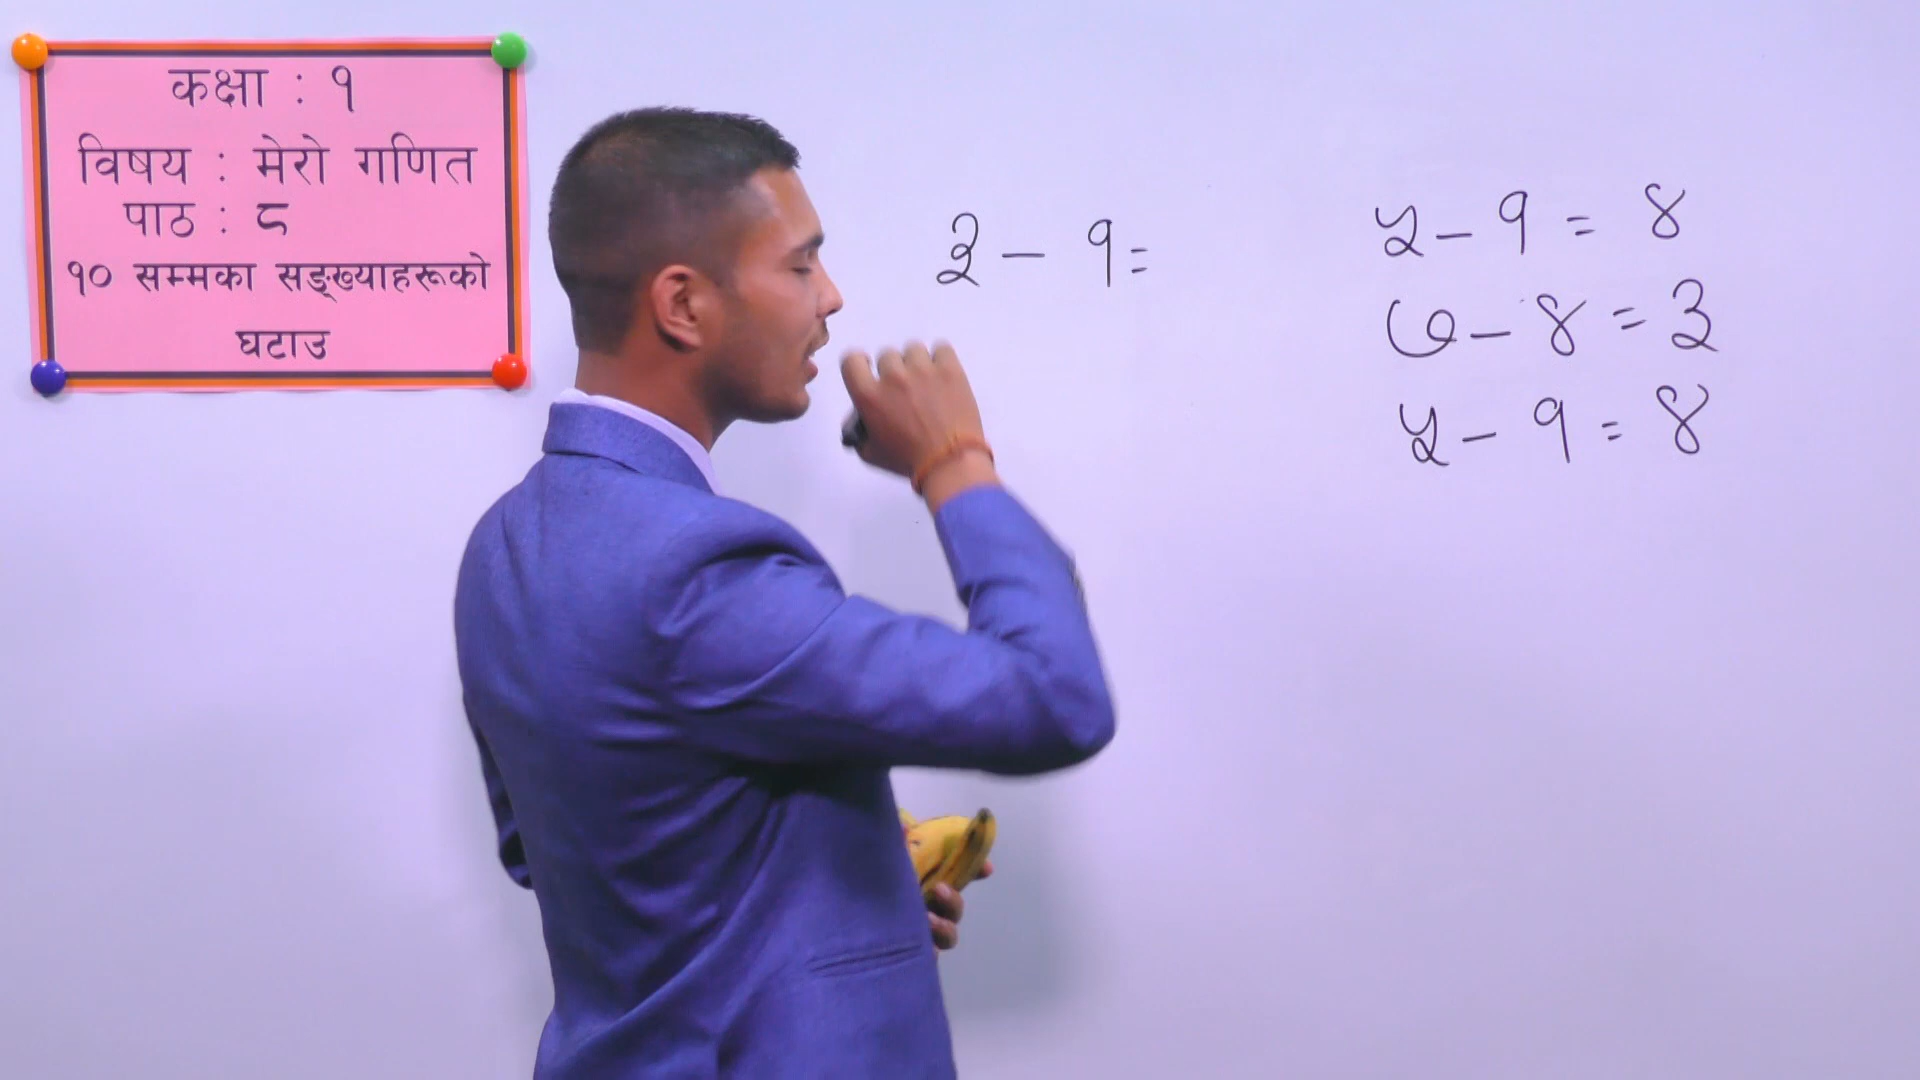 कक्षा : १
विषय : मेरो गणित
पाठ : ८
१० सम्मका सङ्ख्याहरूको
घटाउ
३ - १ =
५ - १ = ४
७ - ४ = ३
५ - १ = ४